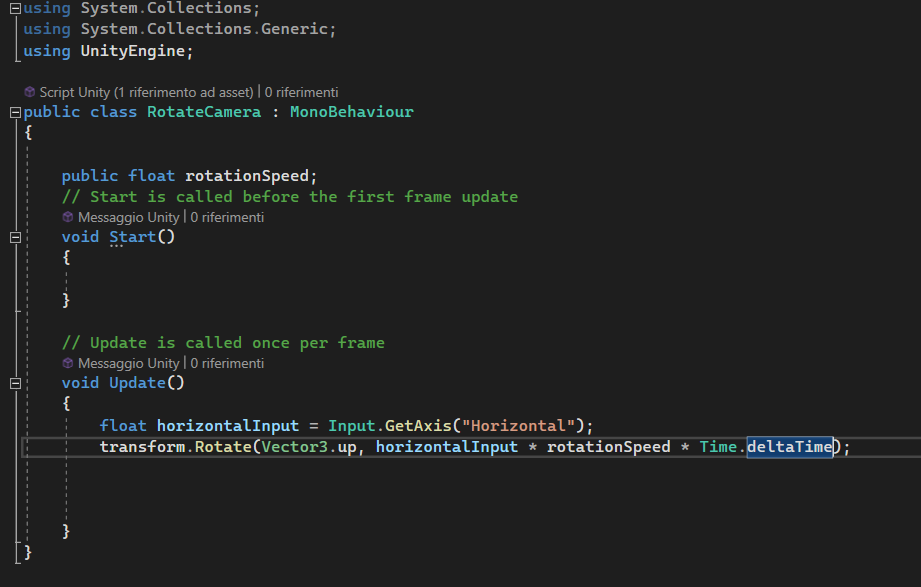 using System.Collections;
using System.Collections.Generic;
using UnityEngine;
Script Unity (1 riferimento ad asset) | 0 riferimenti
public class RotateCamera : MonoBehaviour
{
public float rotationSpeed;
// Start is called before the first frame update
Messaggio Unity | 0 riferimenti
void Start()
{
}
// Update is called once per frame
Messaggio Unity | 0 riferimenti
void Update()
{
float horizontalInput = Input.GetAxis("Horizontal");
transform.Rotate(Vector3.up, horizontalInput * rotationSpeed * Time.deltaTime);
}
}